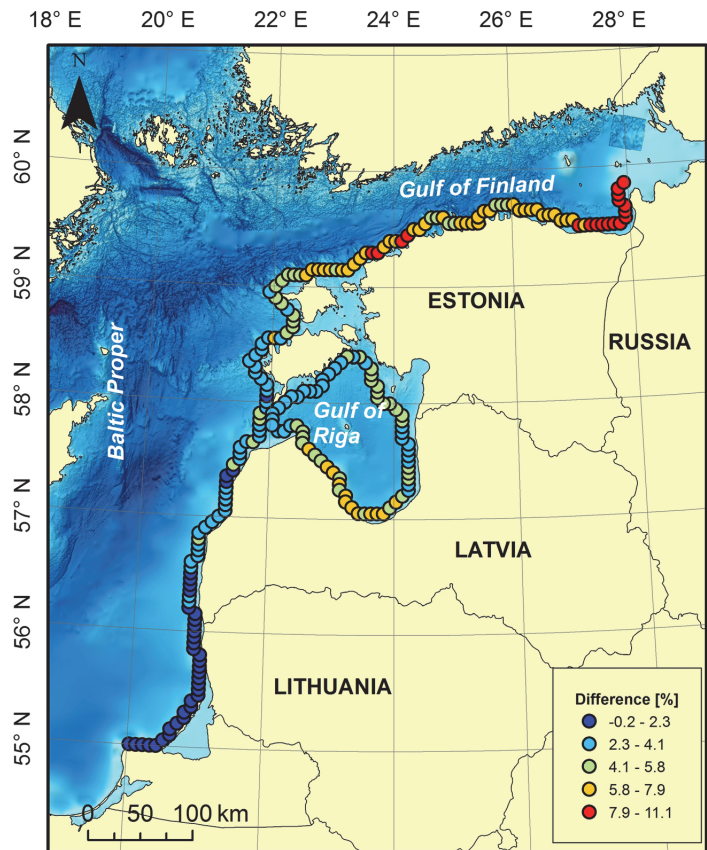 18° E 20° E 22° E 24° E 26° E 28° E
N
60° N
59° N
58° N
57° N
56° N
55° N
Gulf of Finland
ESTONIA
RUSSIA
Baltic Proper
Gulf of
Riga
LATVIA
LITHUANIA
Difference [%]
-0.2 - 2.3
2.3 - 4.1
4.1 - 5.8
5.8 - 7.9
7.9 - 11.1
0 50 100 km